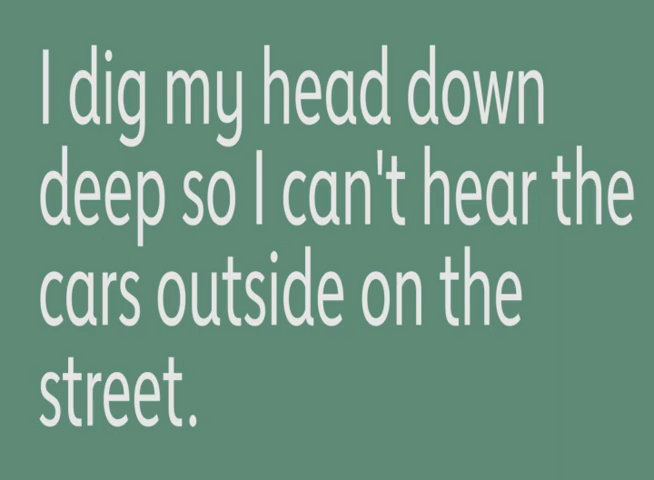 I dig my head down
deep so I can't hear the
cars outside on the
street.